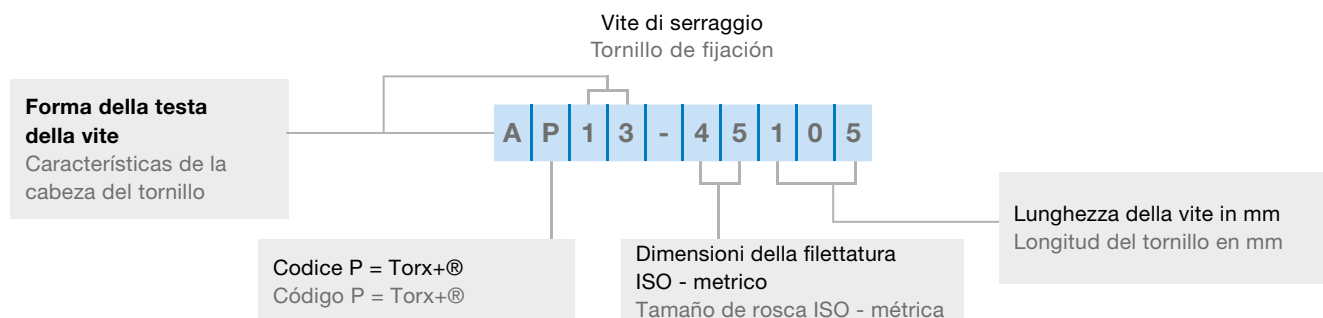 Vite di serraggio
Tornillo de fijación
Forma della testa
della vite
Características de la
cabeza del tornillo
A P 1 3 - 4 5 1 0 5
Lunghezza della vite in mm
Longitud del tornillo en mm
Codice P = Torx+®
Código P = Torx+®
Dimensioni della filettatura
ISO - metrico
Tamaño de rosca ISO - métrica